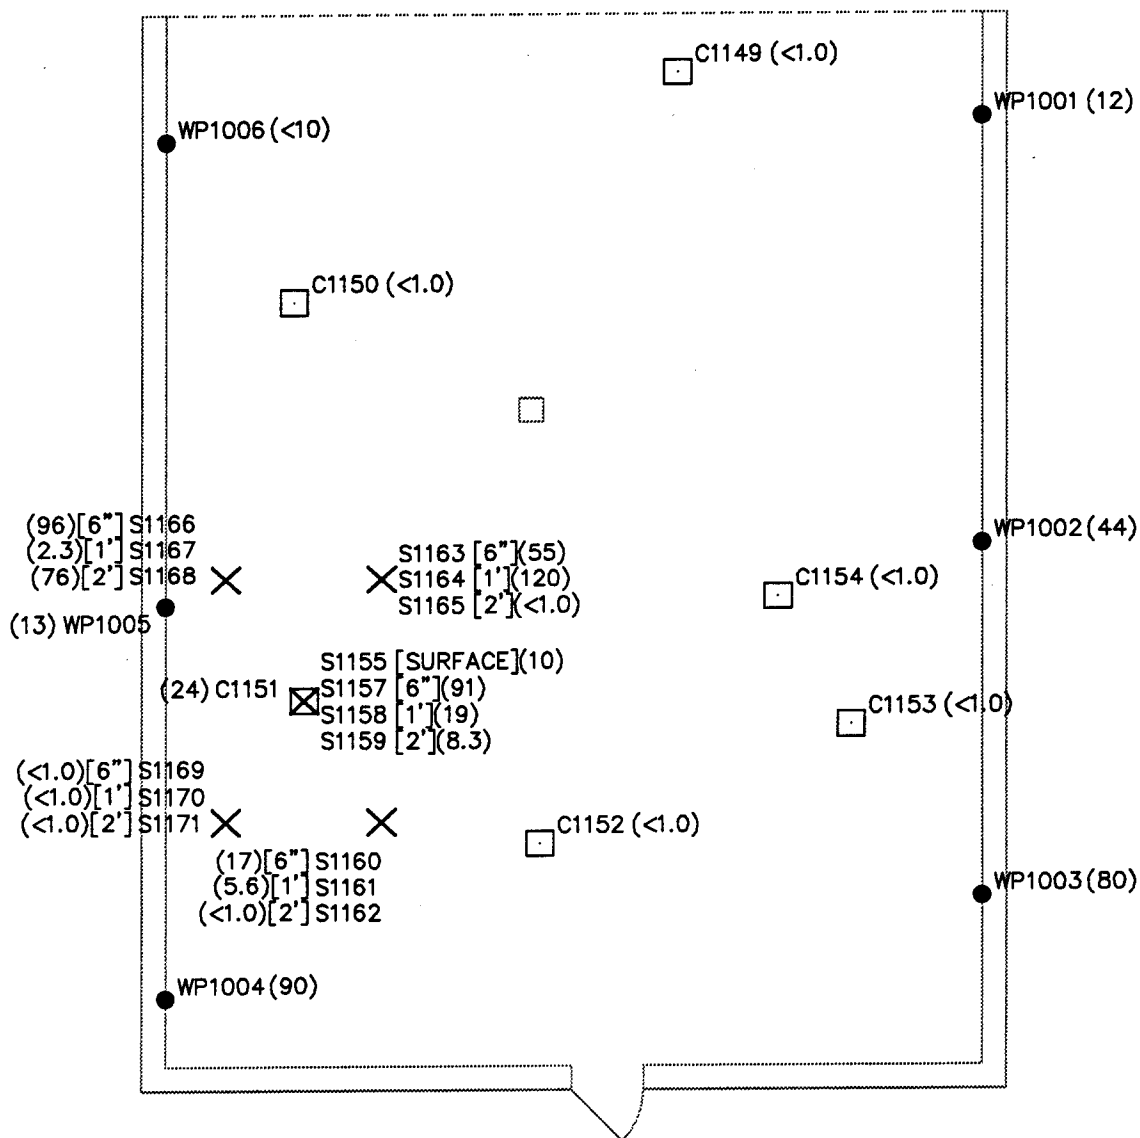 C1149 (<1.0)
WP1001 (12)
WP1006 (<10)
C1150 (<1.0)
(96)[6"] S1166
(2.3)[1'] S1167
(76)[2'] S1168
S1163 [6"](55)
S1164 [1'](120)
S1165 [2'](<1.0)
WP1002 (44)
C1154 (<1.0)
(13) WP1005
(24) C1151
S1155 [SURFACE](10)
S1157 [6"](91)
S1158 [1'](19)
S1159 [2'](8.3)
C1153 (<1.0)
(<1.0)[6"] S1169
(<1.0)[1'] S1170
(<1.0)[2'] S1171
C1152 (<1.0)
(17)[6"] S1160
(5.6)[1'] S1161
(<1.0)[2'] S1162
WP1003 (80)
WP1004 (90)